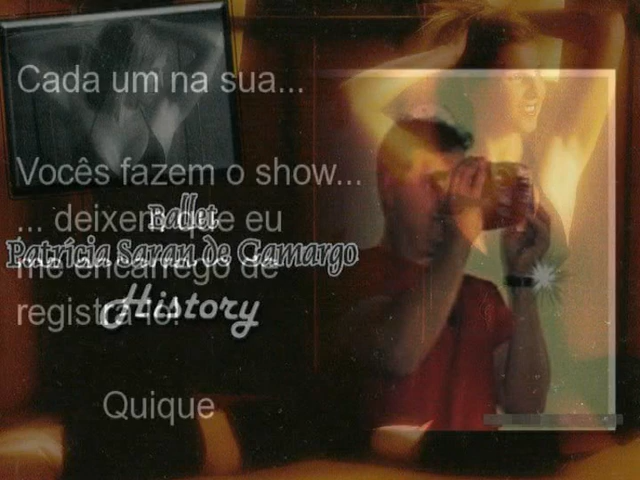 Cada um na sua...
Vocês fazem o show...
... deixem que eu
me encarrego de
registrá-lo!
Ballet
Patrícia Saran de Camargo
History
Quique